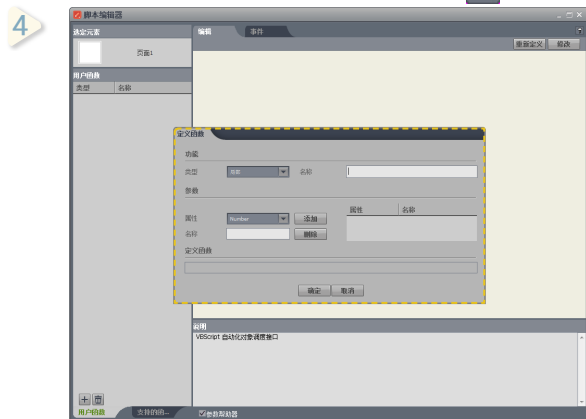 4
脚本编辑器
选定元素
编辑
事件
重新定义
修改
页面1
用户函数
类型
名称
定义函数
功能
类型
名称
参数
属性
名称
属性
Number
添加
名称
删除
定义函数
确定
取消
说明
VBScript 自动化对象调度接口
用户函数
支持的函...
参数帮助器